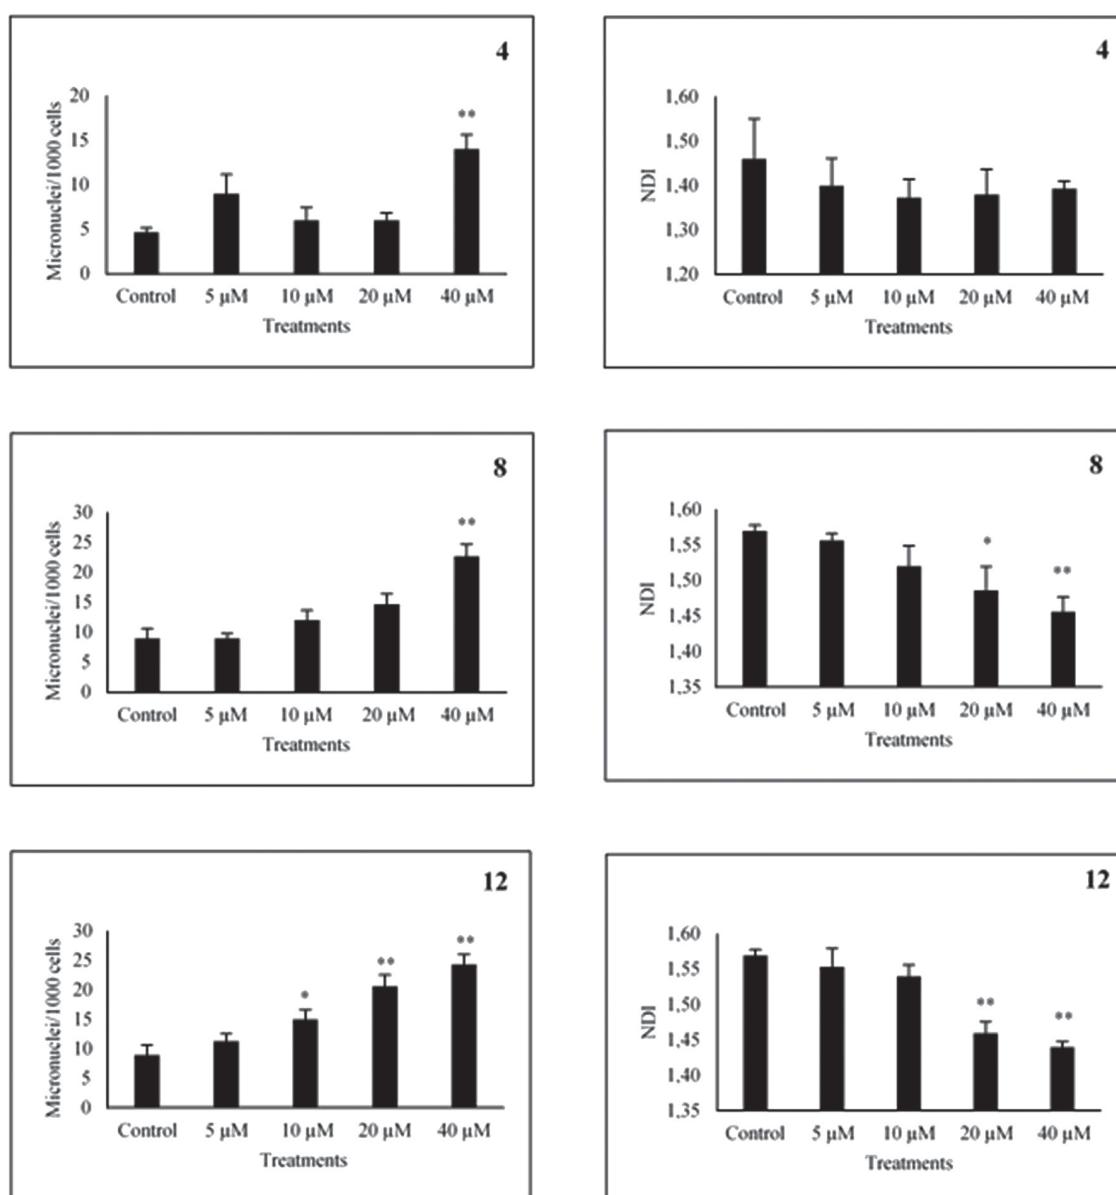 4
Micronuclei/1000 cells
20
15
10
5
0
**
Control 5 µM 10 µM 20 µM 40 µM
Treatments
4
NDI
1,60
1,50
1,40
1,30
1,20
Control 5 µM 10 µM 20 µM 40 µM
Treatments
8
Micronuclei/1000 cells
30
25
20
15
10
5
0
**
Control 5 µM 10 µM 20 µM 40 µM
Treatments
8
NDI
1,60
1,55
1,50
1,45
1,40
1,35
* **
Control 5 µM 10 µM 20 µM 40 µM
Treatments
12
Micronuclei/1000 cells
30
25
20
15
10
5
0
* ** **
Control 5 µM 10 µM 20 µM 40 µM
Treatments
12
NDI
1,60
1,55
1,50
1,45
1,40
1,35
** **
Control 5 µM 10 µM 20 µM 40 µM
Treatments